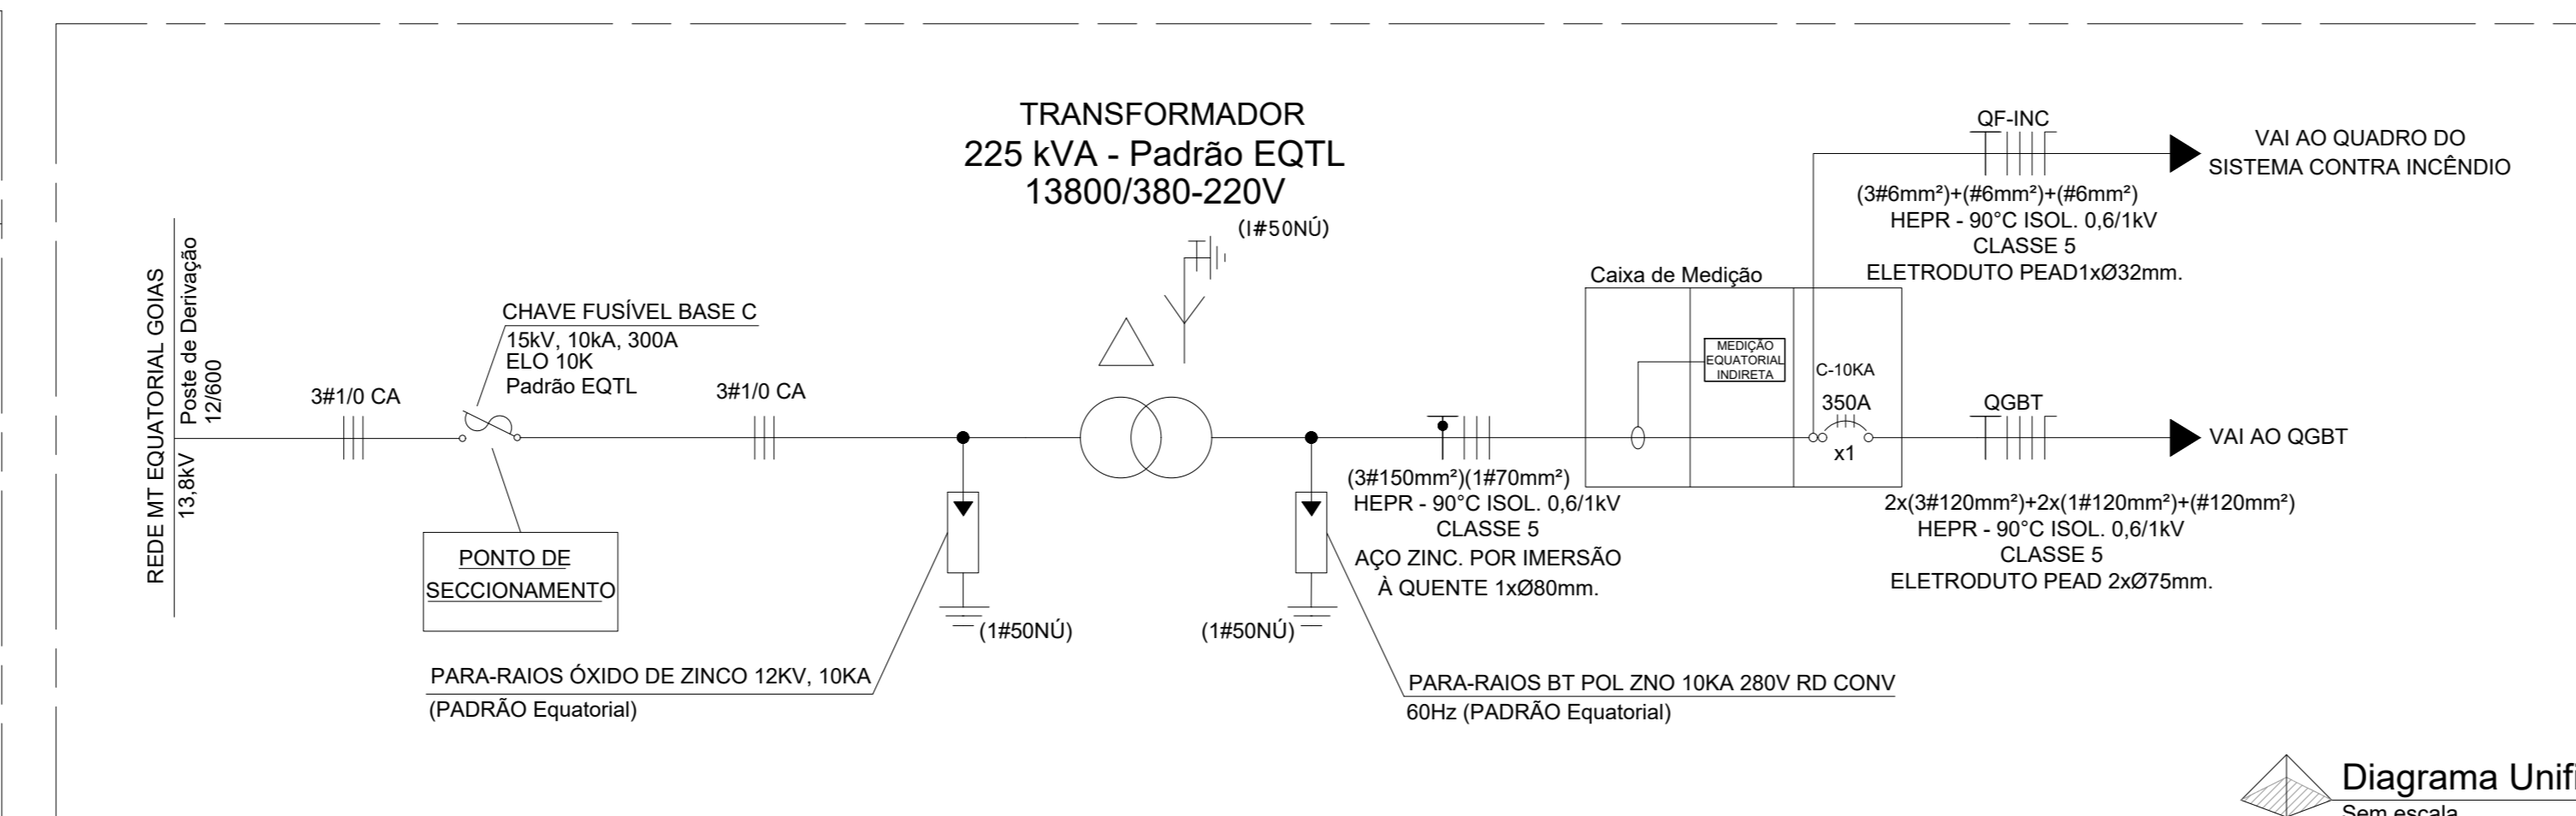 TRANSFORMADOR
225 kVA - Padrão EQTL
13800/380-220V
(I#50NÚ)
REDE MT EQUATORIAL GOIAS
13,8kV
Poste de Derivação
12/600
3#1/0 CA
CHAVE FUSÍVEL BASE C
15kV, 10kA, 300A
ELO 10K
Padrão EQTL
3#1/0 CA
PONTO DE
SECCIONAMENTO
(1#50NÚ)
PARA-RAIOS ÓXIDO DE ZINCO 12KV, 10KA
(PADRÃO Equatorial)
(1#50NÚ)
PARA-RAIOS BT POL ZNO 10KA 280V RD CONV
60Hz (PADRÃO Equatorial)
(3#150mm²)(1#70mm²)
HEPR - 90°C ISOL. 0,6/1kV
CLASSE 5
AÇO ZINC. POR IMERSÃO
À QUENTE 1xØ80mm.
Caixa de Medição
MEDIÇÃO
EQUATORIAL
INDIRETA
C-10KA
350A
x1
QF-INC
VAI AO QUADRO DO
SISTEMA CONTRA INCÊNDIO
(3#6mm²)+(#6mm²)+(#6mm²)
HEPR - 90°C ISOL. 0,6/1kV
CLASSE 5
ELETRODUTO PEAD1xØ32mm.
QGBT
VAI AO QGBT
2x(3#120mm²)+2x(1#120mm²)+(#120mm²)
HEPR - 90°C ISOL. 0,6/1kV
CLASSE 5
ELETRODUTO PEAD 2xØ75mm.
Diagrama Unifi
Sem escala